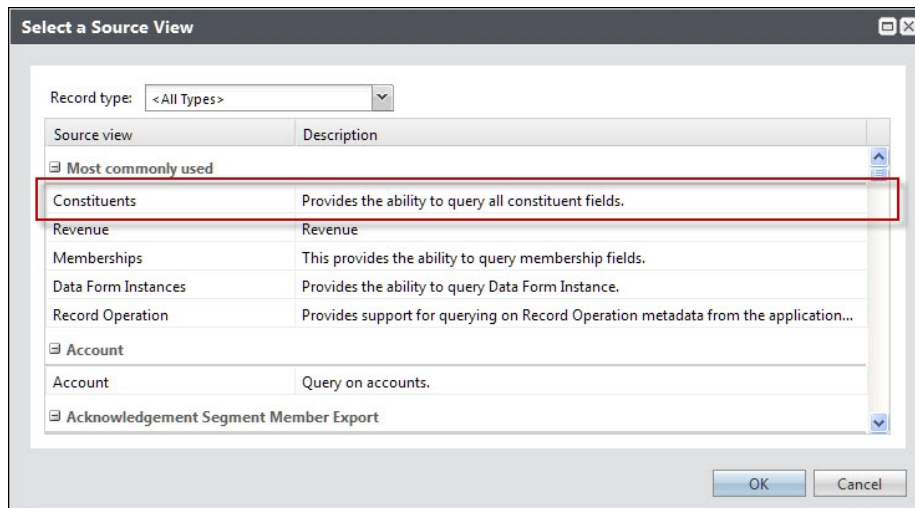 Select a Source View
Record type: <All Types>
Source view Description
Most commonly used
Constituents Provides the ability to query all constituent fields.
Revenue Revenue
Memberships This provides the ability to query membership fields.
Data Form Instances Provides the ability to query Data Form Instance.
Record Operation Provides support for querying on Record Operation metadata from the application...
Account
Account Query on accounts.
Acknowledgement Segment Member Export
OK Cancel